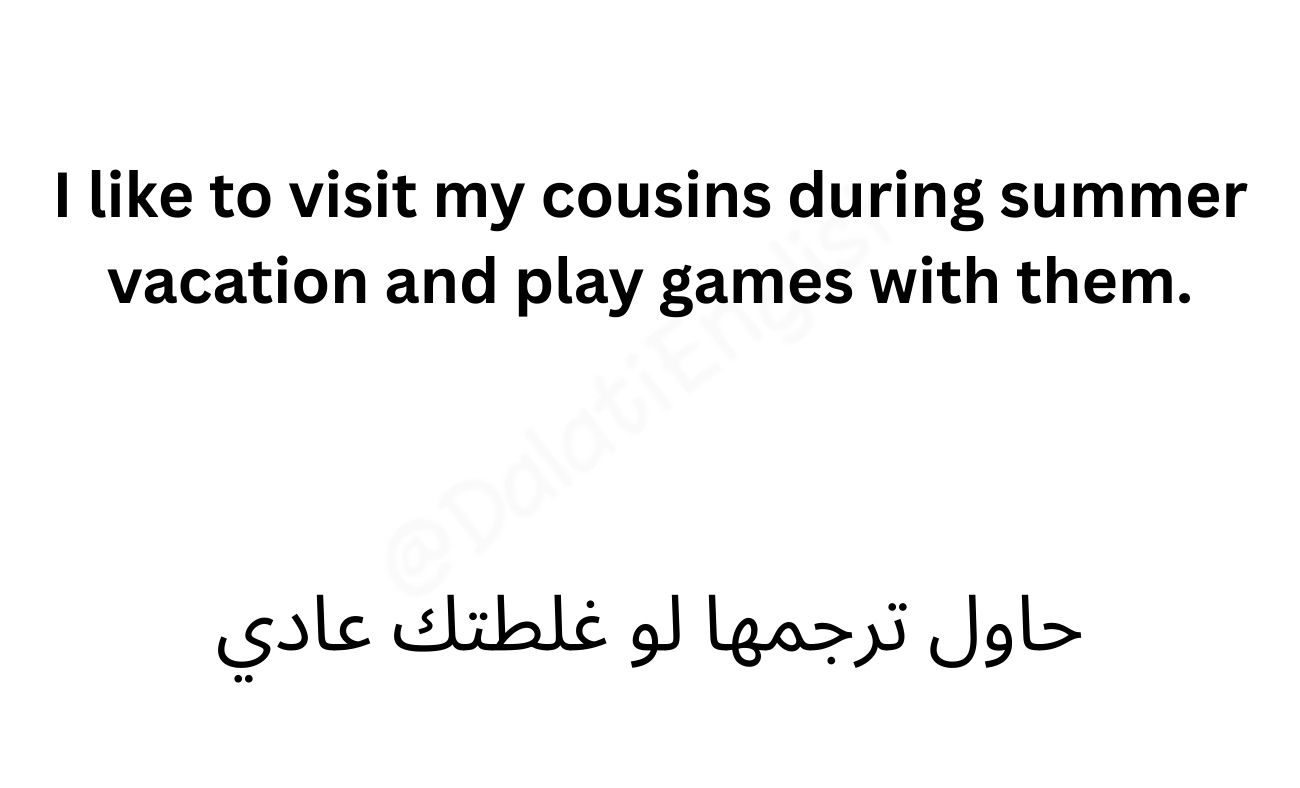 I like to visit my cousins during summer
vacation and play games with them.
@DalatiEnglish
حاول ترجمها لو غلطتك عادي